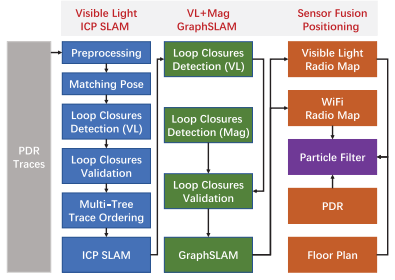 Visible Light
ICP SLAM
VL+Mag
GraphSLAM
Sensor Fusion
Positioning
PDR
Traces
Preprocessing
Matching Pose
Loop Closures
Detection (VL)
Loop Closures
Validation
Multi-Tree
Trace Ordering
ICP SLAM
Loop Closures
Detection (VL)
Loop Closures
Detection (Mag)
Loop Closures
Validation
GraphSLAM
Visible Light
Radio Map
WiFi
Radio Map
Particle Filter
PDR
Floor Plan